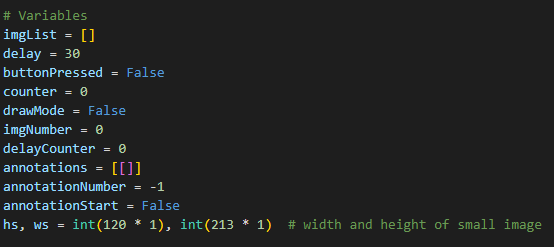 # Variables
imgList = []
delay = 30
buttonPressed = False
counter = 0
drawMode = False
imgNumber = 0
delayCounter = 0
annotations = [[]]
annotationNumber = -1
annotationStart = False
hs, ws = int(120 * 1), int(213 * 1)  # width and height of small image